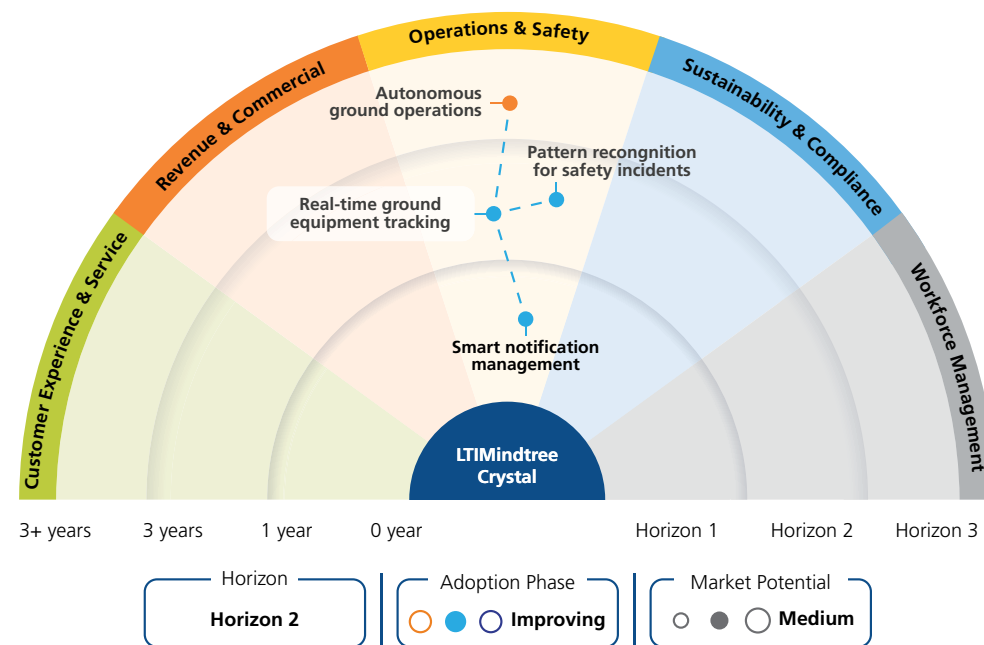 Operations & Safety
Revenue & Commercial
Sustainability & Compliance
Customer Experience & Service
Workforce Management
Autonomous
ground operations
Pattern recongnition
for safety incidents
Real-time ground
equipment tracking
Smart notification
management
LTIMindtree
Crystal
3+ years
3 years
1 year
0 year
Horizon 1
Horizon 2
Horizon 3
Horizon
Horizon 2
Adoption Phase
Improving
Market Potential
Medium